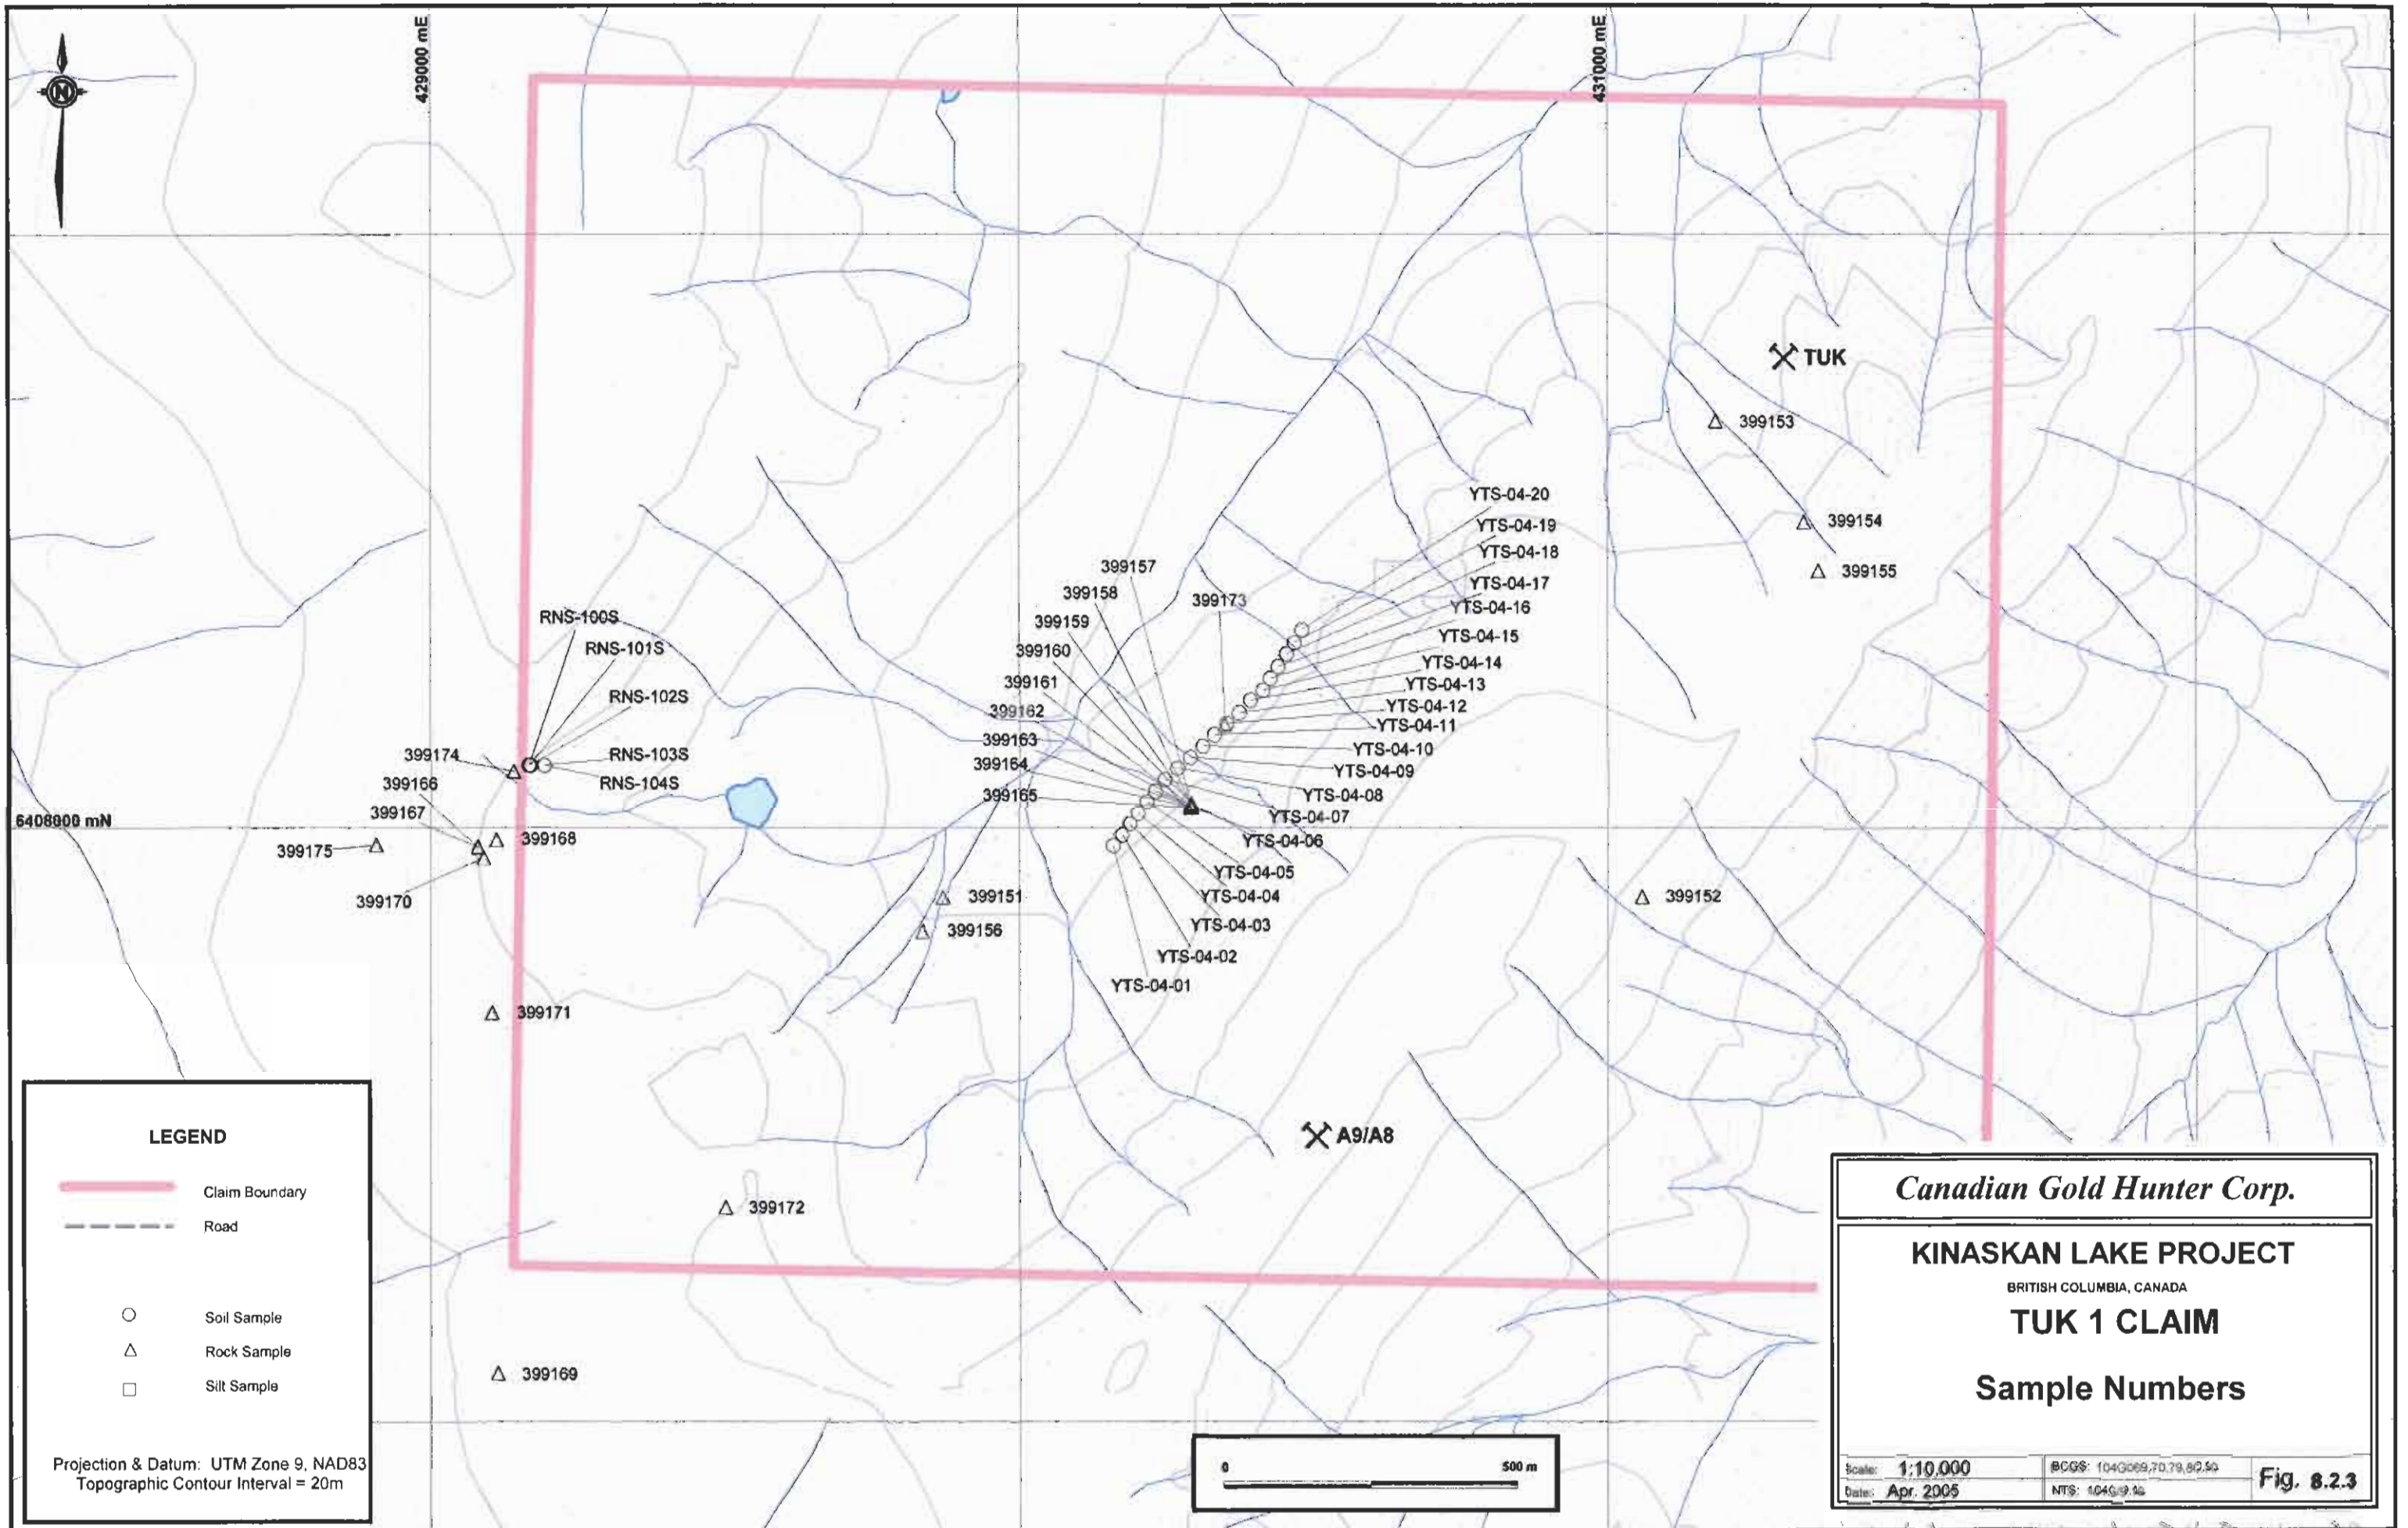 429000 mE
431000 mE
N
TUK
399153
399154
399155
YTS-04-20
YTS-04-19
YTS-04-18
YTS-04-17
YTS-04-16
YTS-04-15
YTS-04-14
YTS-04-13
YTS-04-12
YTS-04-11
YTS-04-10
YTS-04-09
YTS-04-08
YTS-04-07
YTS-04-06
YTS-04-05
YTS-04-04
YTS-04-03
YTS-04-02
YTS-04-01
399157
399158
399173
399159
399160
399161
399162
399163
399164
399165
RNS-100S
RNS-101S
RNS-102S
RNS-103S
RNS-104S
399174
399166
399167
6408000 mN
399168
399175
399170
399151
399156
399152
399171
A9/A8
399172
399169
LEGEND
Claim Boundary
Road
Soil Sample
Rock Sample
Silt Sample
Projection & Datum: UTM Zone 9, NAD83
Topographic Contour Interval = 20m
0 500 m
Canadian Gold Hunter Corp.
KINASKAN LAKE PROJECT
BRITISH COLUMBIA, CANADA
TUK 1 CLAIM
Sample Numbers
Scale: 1:10,000
BCGS:
Date: Apr. 2005
NTS:
Fig. 8.2.3